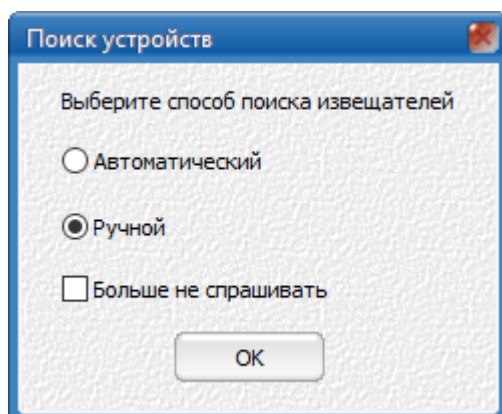 Поиск устройств
Выберите способ поиска извещателей
Автоматический
Ручной
Больше не спрашивать
OK